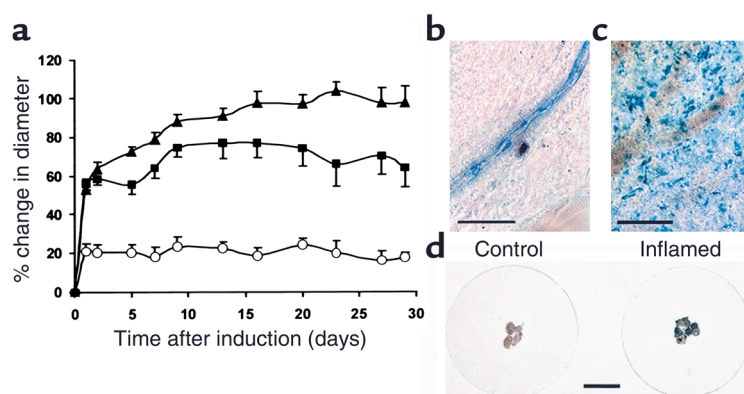 a
% change in diameter
120
100
80
60
40
20
0
0 5 10 15 20 25 30
Time after induction (days)
b
c
d
Control
Inflamed